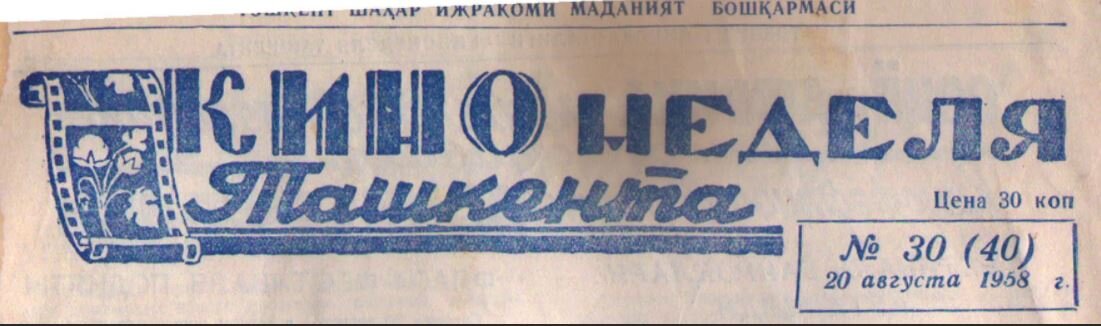 ТОШКЕНТ ШАҲАР ИЖРАКОМИ МАДАНИЯТ БОШҚАРМАСИ
КИНО НЕДЕЛЯ
Ташкента
Цена 30 коп
№ 30 (40)
20 августа 1958 г.